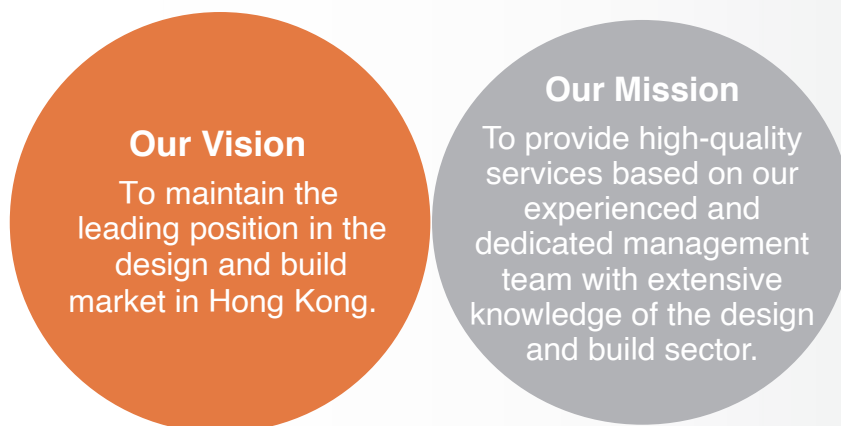 Our Vision
To maintain the
leading position in the
design and build
market in Hong Kong.
Our Mission
To provide high-quality
services based on our
experienced and
dedicated management
team with extensive
knowledge of the design
and build sector.